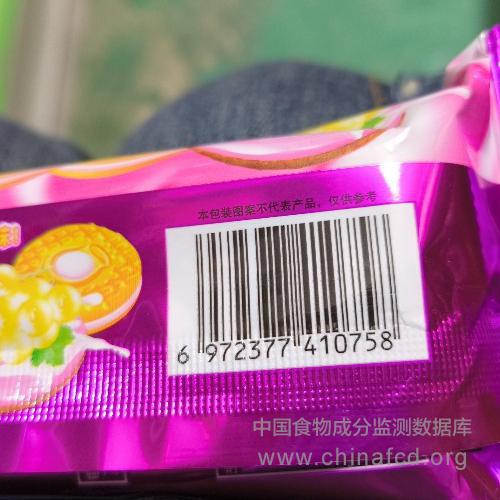 本包装图案不代表产品，仅供参考
6 972377 410758
中国食物成分监测数据库
www.chinafcd.org